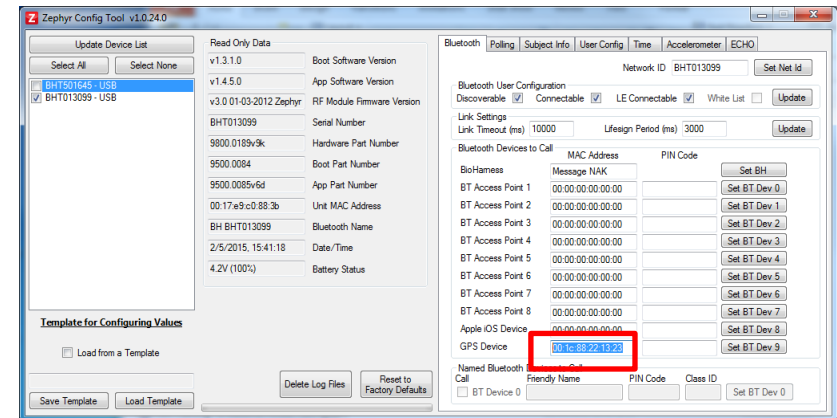 Zephyr Config Tool v1.0.24.0
Update Device List
Select All Select None
BHT501645 - USB
BHT013099 - USB
Template for Configuring Values
Load from a Template
Save Template Load Template
Read Only Data
v1.3.1.0 Boot Software Version
v1.4.5.0 App Software Version
v3.0 01-03-2012 Zephyr RF Module Firmware Version
BHT013099 Serial Number
9800.0189v9k Hardware Part Number
9500.0084 Boot Part Number
9500.0085v6d App Part Number
00:17:e9:c0:88:3b Unit MAC Address
BH BHT013099 Bluetooth Name
2/5/2015, 15:41:18 Date/Time
4.2V (100%) Battery Status
Delete Log Files Reset to Factory Defaults
Bluetooth Polling Subject Info User Config Time Accelerometer ECHO
Network ID BHT013099 Set Net Id
Bluetooth User Configuration
Discoverable Connectable LE Connectable White List Update
Link Settings
Link Timeout (ms) 10000 Lifesign Period (ms) 3000 Update
Bluetooth Devices to Call
MAC Address PIN Code
BioHarness Message NAK Set BH
BT Access Point 1 00:00:00:00:00:00 Set BT Dev 0
BT Access Point 2 00:00:00:00:00:00 Set BT Dev 1
BT Access Point 3 00:00:00:00:00:00 Set BT Dev 2
BT Access Point 4 00:00:00:00:00:00 Set BT Dev 3
BT Access Point 5 00:00:00:00:00:00 Set BT Dev 4
BT Access Point 6 00:00:00:00:00:00 Set BT Dev 5
BT Access Point 7 00:00:00:00:00:00 Set BT Dev 6
BT Access Point 8 00:00:00:00:00:00 Set BT Dev 7
Apple iOS Device 00:00:00:00:00:00 Set BT Dev 8
GPS Device 00:1c:88:22:13:23 Set BT Dev 9
Named Bluetooth Devices to Call
Call Friendly Name PIN Code Class ID
BT Device 0 Set BT Dev 0